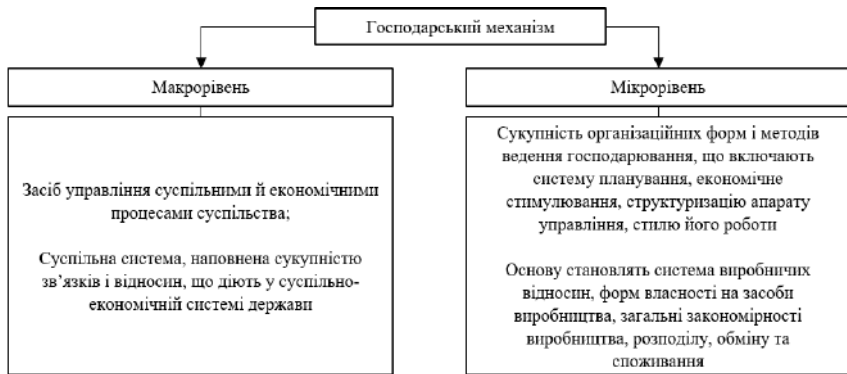 Господарський механізм
Макрорівень
Засіб управління суспільними й економічними
процесами суспільства;
Суспільна система, наповнена сукупністю
зв’язків і відносин, що діють у суспільно-
економічній системі держави
Мікрорівень
Сукупність організаційних форм і методів
ведення господарювання, що включають
систему планування, економічне
стимулювання, структуризацію апарату
управління, стилю його роботи
Основу становлять система виробничих
відносин, форм власності на засоби
виробництва, загальні закономірності
виробництва, розподілу, обміну та
споживання